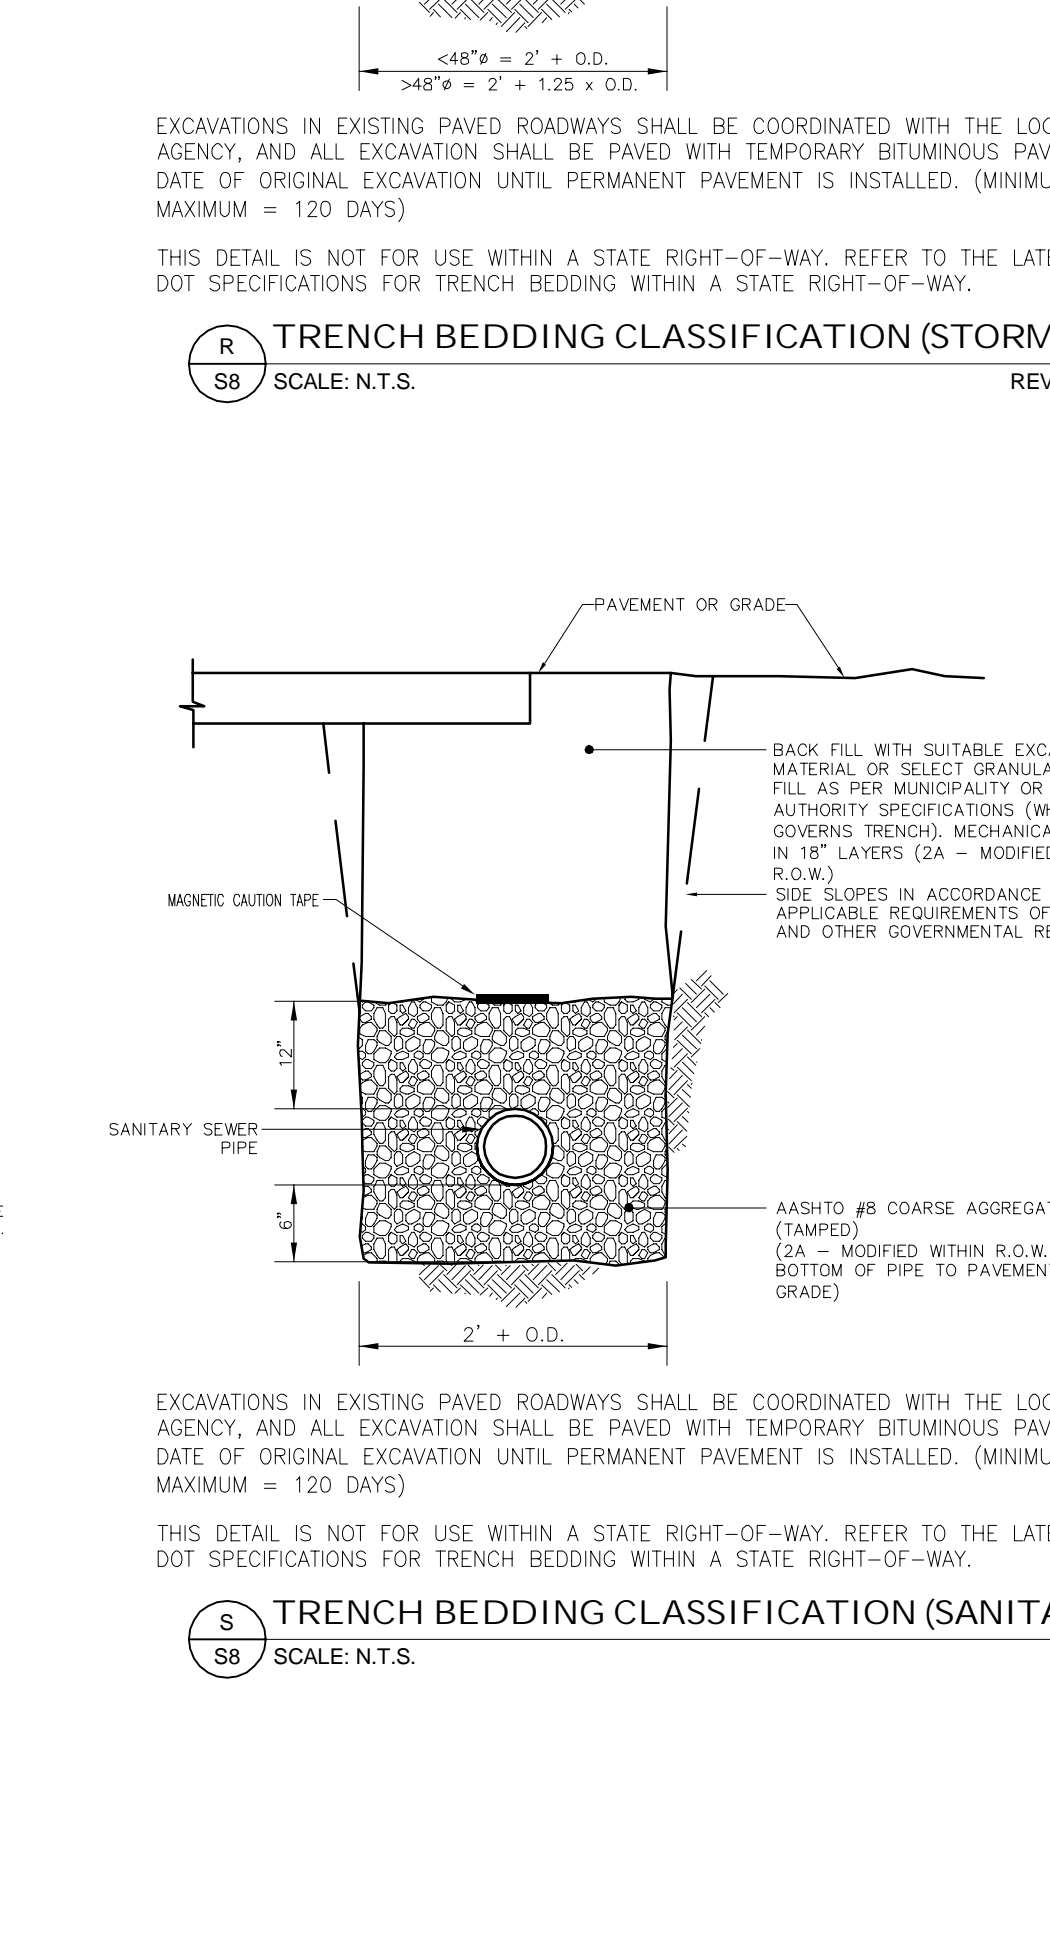 <48"ø = 2' + O.D.
>48"ø = 2' + 1.25 x O.D.
EXCAVATIONS IN EXISTING PAVED ROADWAYS SHALL BE COORDINATED WITH THE LOC
AGENCY, AND ALL EXCAVATION SHALL BE PAVED WITH TEMPORARY BITUMINOUS PAV
DATE OF ORIGINAL EXCAVATION UNTIL PERMANENT PAVEMENT IS INSTALLED. (MINIMU
MAXIMUM = 120 DAYS)
THIS DETAIL IS NOT FOR USE WITHIN A STATE RIGHT-OF-WAY. REFER TO THE LATE
DOT SPECIFICATIONS FOR TRENCH BEDDING WITHIN A STATE RIGHT-OF-WAY.
R
S8
TRENCH BEDDING CLASSIFICATION (STORM
SCALE: N.T.S.
REV
PAVEMENT OR GRADE
BACK FILL WITH SUITABLE EXCA
MATERIAL OR SELECT GRANULA
FILL AS PER MUNICIPALITY OR
AUTHORITY SPECIFICATIONS (WH
GOVERNS TRENCH). MECHANICA
IN 18" LAYERS (2A - MODIFIED
R.O.W.)
SIDE SLOPES IN ACCORDANCE
APPLICABLE REQUIREMENTS OF
AND OTHER GOVERNMENTAL RE
MAGNETIC CAUTION TAPE
12"
SANITARY SEWER
PIPE
6"
AASHTO #8 COARSE AGGREGAT
(TAMPED)
(2A - MODIFIED WITHIN R.O.W.
BOTTOM OF PIPE TO PAVEMENT
GRADE)
2' + O.D.
EXCAVATIONS IN EXISTING PAVED ROADWAYS SHALL BE COORDINATED WITH THE LOC
AGENCY, AND ALL EXCAVATION SHALL BE PAVED WITH TEMPORARY BITUMINOUS PAV
DATE OF ORIGINAL EXCAVATION UNTIL PERMANENT PAVEMENT IS INSTALLED. (MINIMU
MAXIMUM = 120 DAYS)
THIS DETAIL IS NOT FOR USE WITHIN A STATE RIGHT-OF-WAY. REFER TO THE LATE
DOT SPECIFICATIONS FOR TRENCH BEDDING WITHIN A STATE RIGHT-OF-WAY.
S
S8
TRENCH BEDDING CLASSIFICATION (SANITA
SCALE: N.T.S.